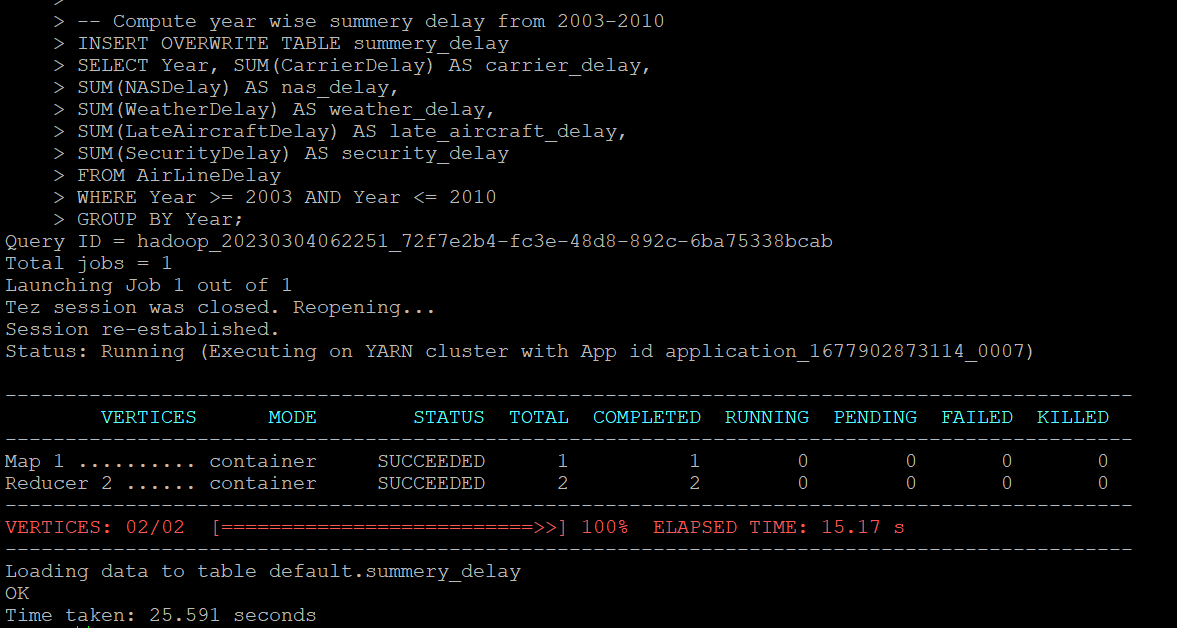 >
> -- Compute year wise summery delay from 2003-2010
> INSERT OVERWRITE TABLE summery_delay
> SELECT Year, SUM(CarrierDelay) AS carrier_delay,
> SUM(NASDelay) AS nas_delay,
> SUM(WeatherDelay) AS weather_delay,
> SUM(LateAircraftDelay) AS late_aircraft_delay,
> SUM(SecurityDelay) AS security_delay
> FROM AirLineDelay
> WHERE Year >= 2003 AND Year <= 2010
> GROUP BY Year;
Query ID = hadoop_20230304062251_72f7e2b4-fc3e-48d8-892c-6ba75338bcab
Total jobs = 1
Launching Job 1 out of 1
Tez session was closed. Reopening...
Session re-established.
Status: Running (Executing on YARN cluster with App id application_1677902873114_0007)
----------------------------------------------------------------------------------------------
VERTICES MODE STATUS TOTAL COMPLETED RUNNING PENDING FAILED KILLED
----------------------------------------------------------------------------------------------
Map 1 .......... container SUCCEEDED 1 1 0 0 0 0
Reducer 2 ...... container SUCCEEDED 2 2 0 0 0 0
----------------------------------------------------------------------------------------------
VERTICES: 02/02 [==========================>>] 100% ELAPSED TIME: 15.17 s
----------------------------------------------------------------------------------------------
Loading data to table default.summery_delay
OK
Time taken: 25.591 seconds